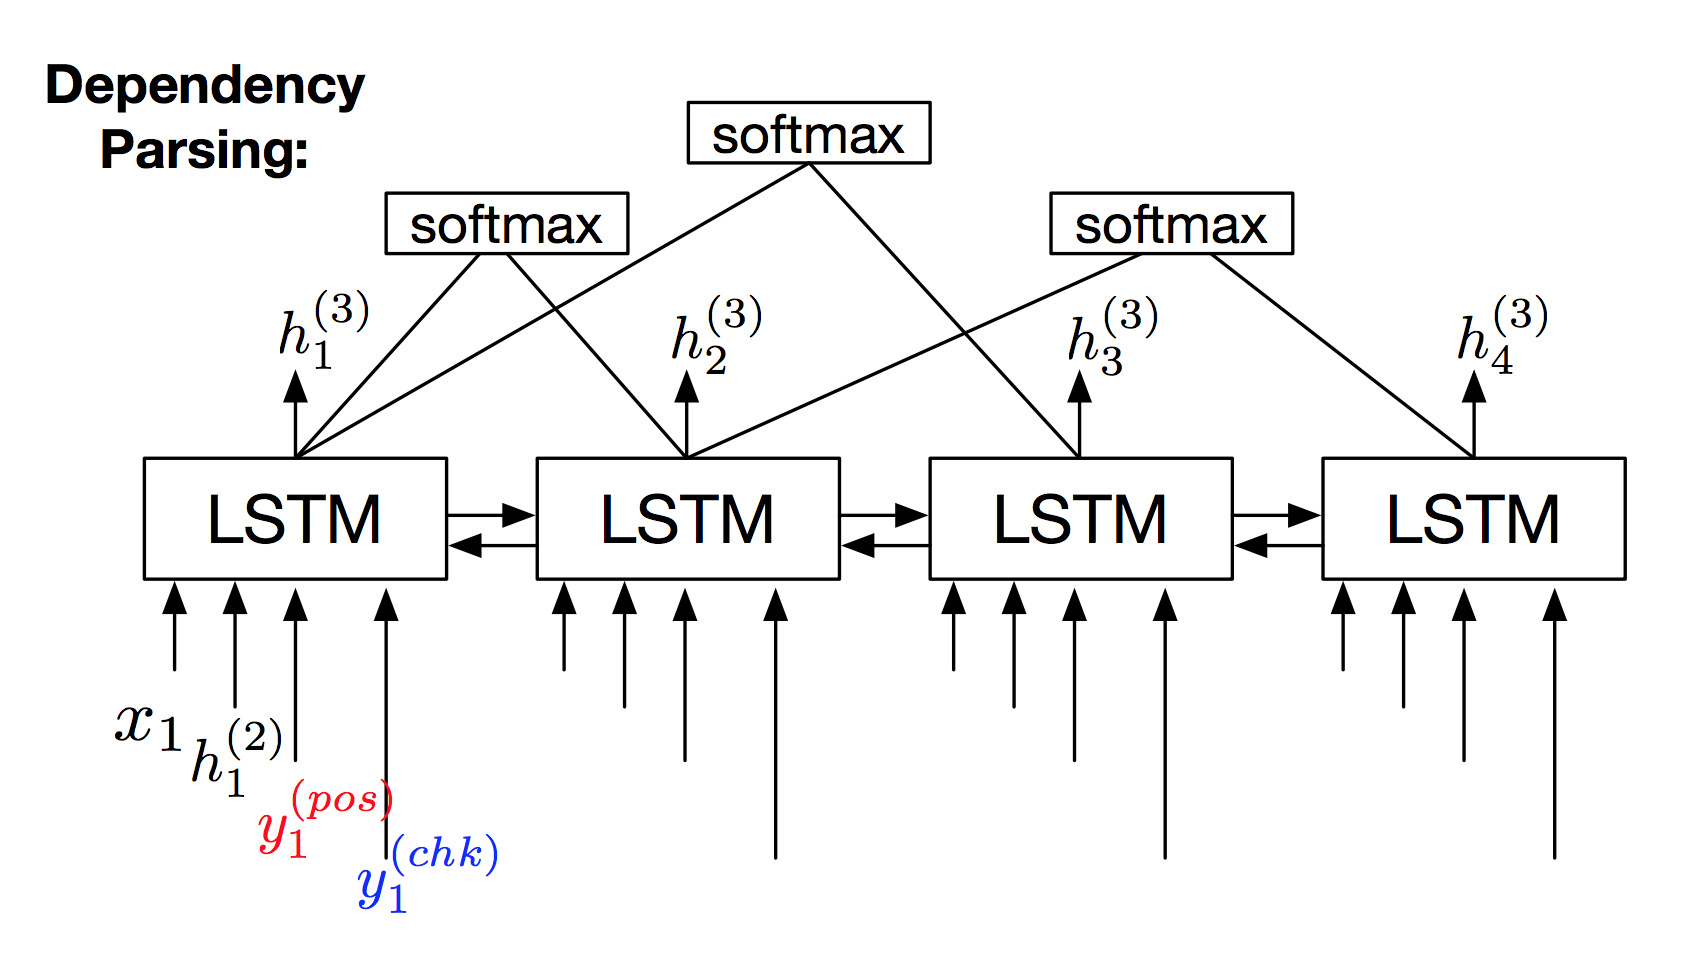 Dependency
Parsing:
softmax
softmax
softmax
h_1^{(3)}
h_2^{(3)}
h_3^{(3)}
h_4^{(3)}
LSTM
LSTM
LSTM
LSTM
x_1
h_1^{(2)}
y_1^{(pos)}
y_1^{(chk)}